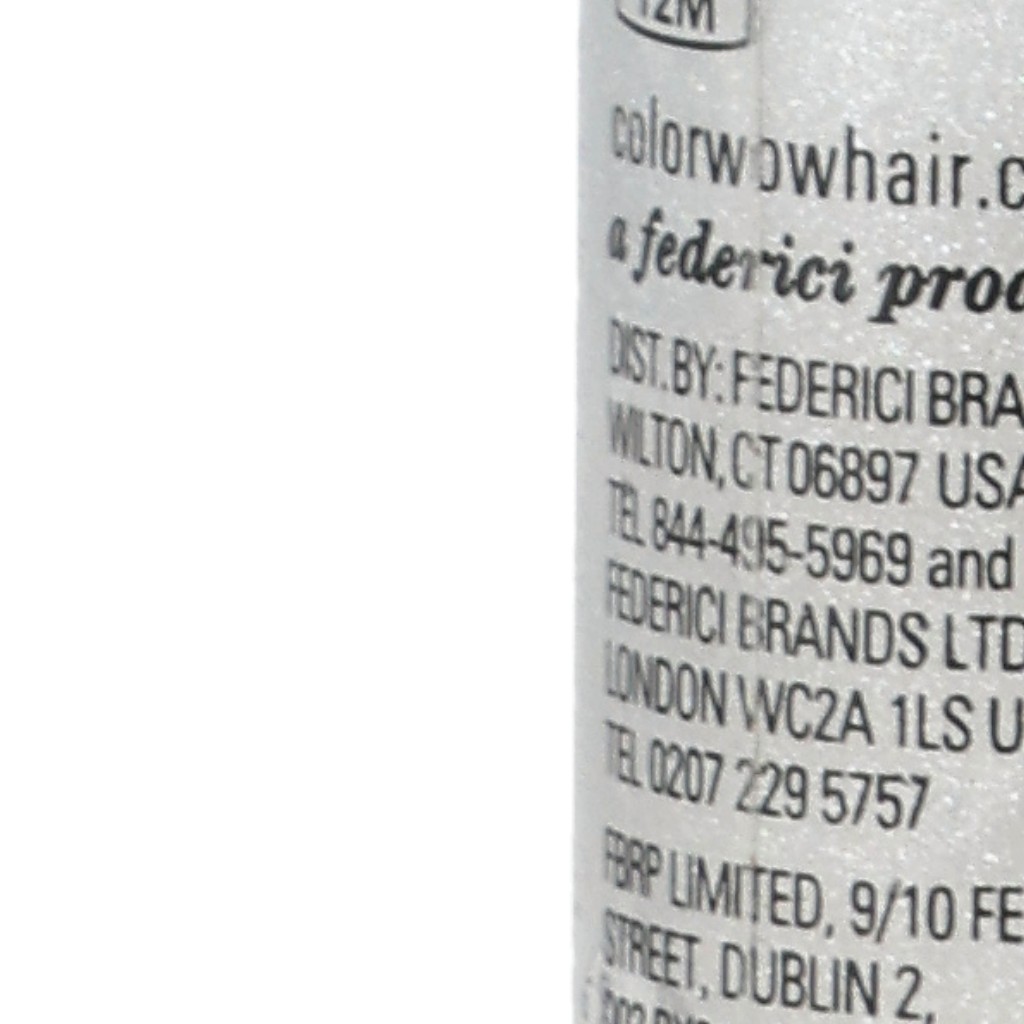 12M
colorwowhair.c
a federici prod
DIST. BY: FEDERICI BRA
WILTON, CT 06897 USA
TEL 844-495-5969 and
FEDERICI BRANDS LTD
LONDON WC2A 1LS U
TEL 0207 229 5757
FBRP LIMITED, 9/10 FE
STREET, DUBLIN 2,